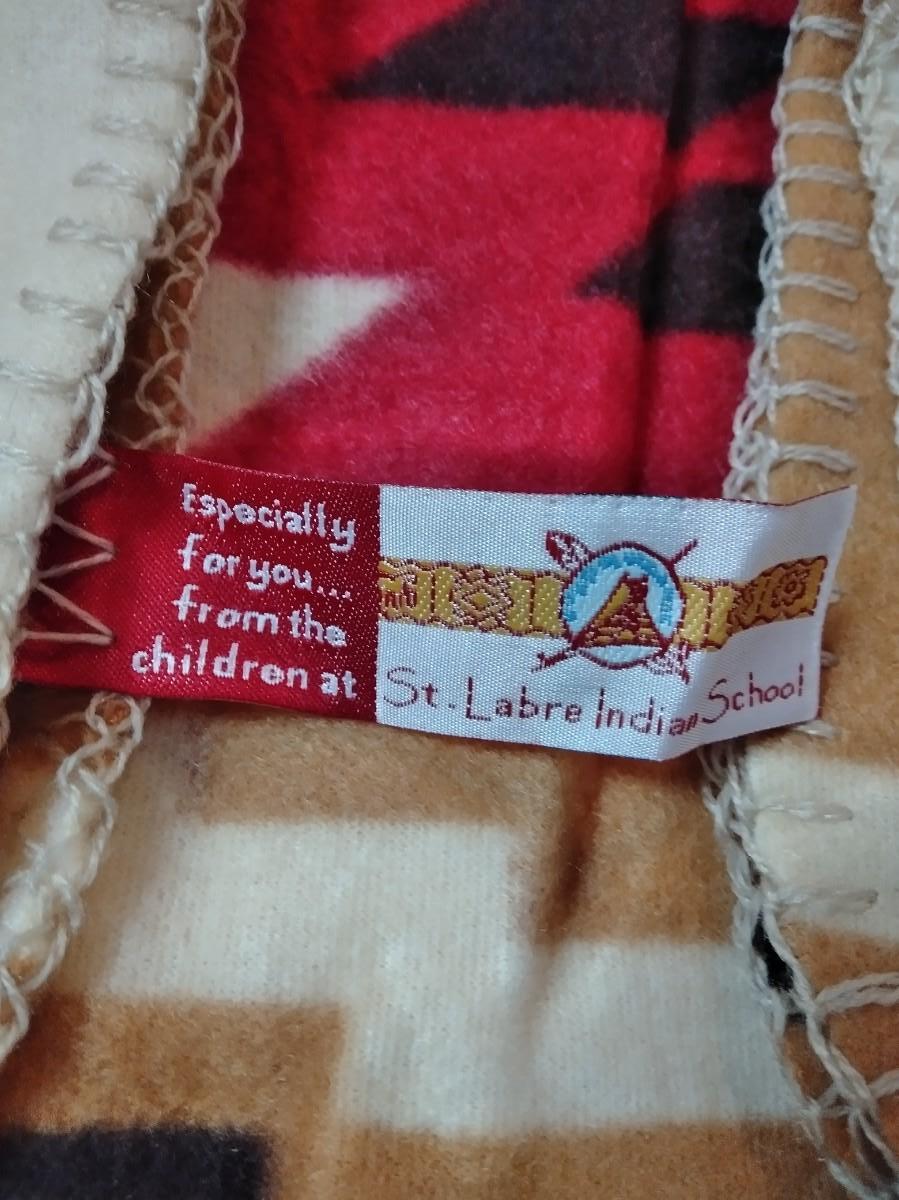 Especially
for you...
from the
children at
St. Labre Indian School